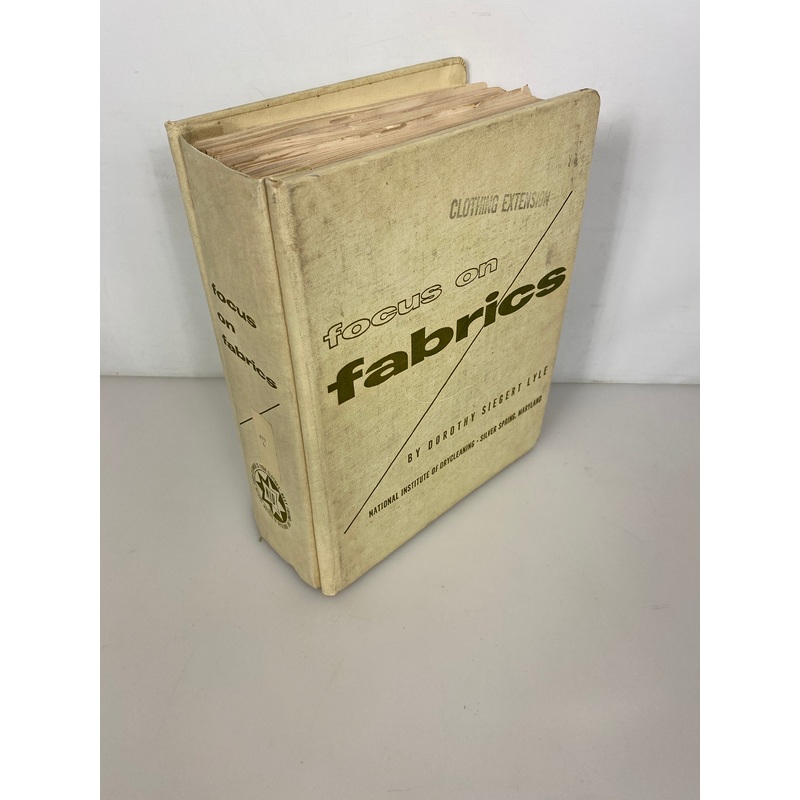 CLOTHING EXTENSION
focus on
fabrics
BY DOROTHY SIEGERT LYLE
NATIONAL INSTITUTE OF DRYCLEANING - SILVER SPRING, MARYLAND
focus
on
fabrics